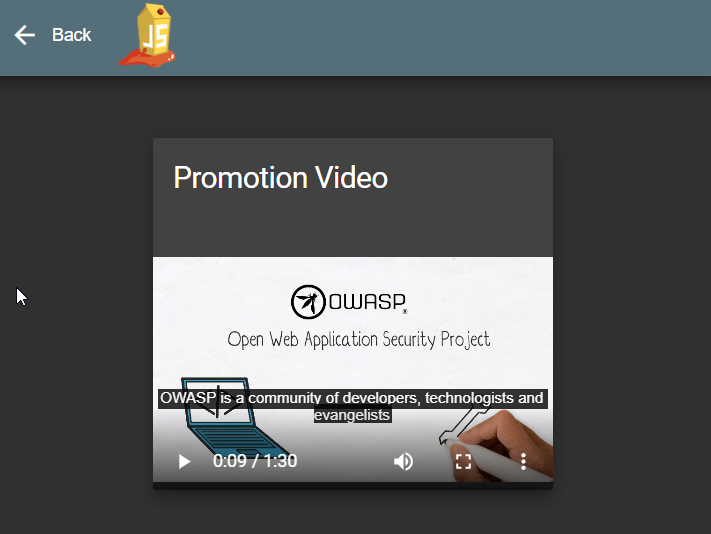 Back
JS
Promotion Video
OWASP®
Open Web Application Security Project
OWASP is a community of developers, technologists and
evangelists
0:09 / 1:30